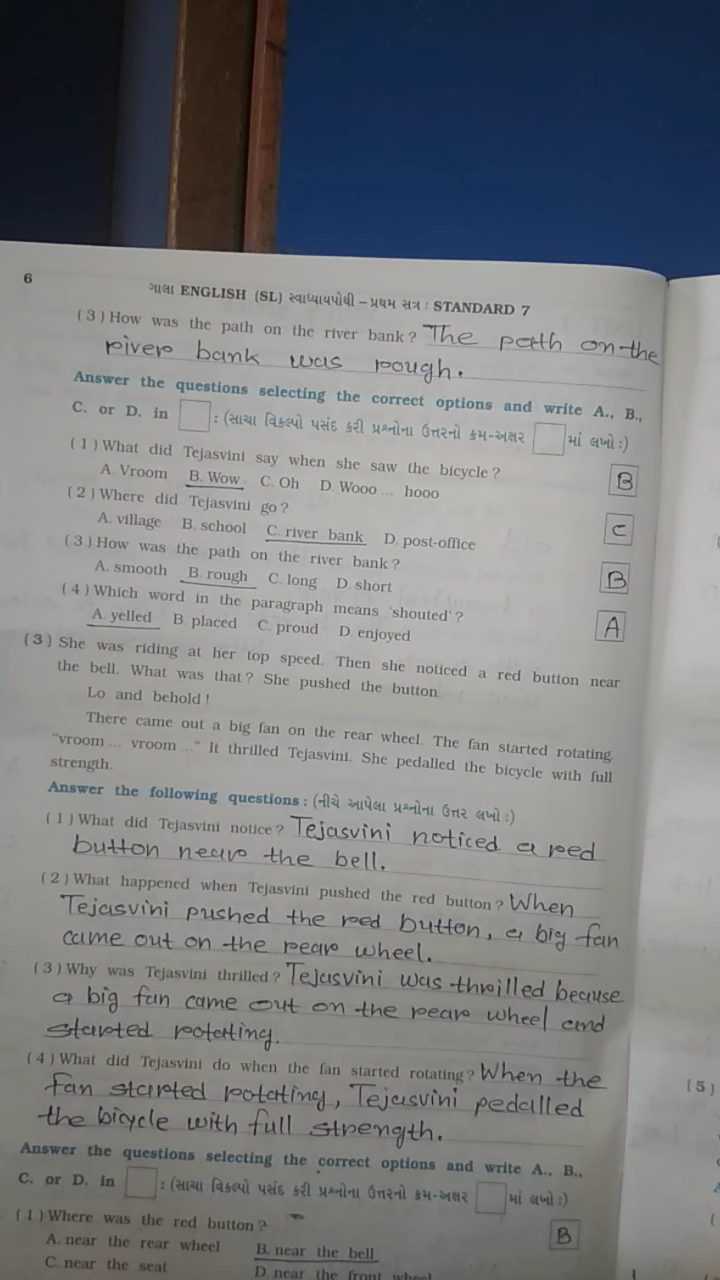 6
ગાલા ENGLISH (SL) સ્વાધ્યાયપોથી – પ્રથમ સત્ર : STANDARD 7
(3) How was the path on the river bank? The path on the
river bank was rough.
Answer the questions selecting the correct options and write A., B.,
C. or D. in : (સાચા વિકલ્પો પસંદ કરી પ્રશ્નોના ઉત્તરનો ક્રમ-અક્ષર માં લખો :)
(1) What did Tejasvini say when she saw the bicycle? B
A. Vroom B. Wow C. Oh D. Wooo ... hooo
(2) Where did Tejasvini go? C
A. village B. school C. river bank D. post-office
(3) How was the path on the river bank? B
A. smooth B. rough C. long D. short
(4) Which word in the paragraph means 'shouted'? A
A. yelled B. placed C. proud D. enjoyed
(3) She was riding at her top speed. Then she noticed a red button near
the bell. What was that? She pushed the button.
Lo and behold!
There came out a big fan on the rear wheel. The fan started rotating.
"vroom ... vroom ..." It thrilled Tejasvini. She pedalled the bicycle with full
strength.
Answer the following questions : (નીચે આપેલા પ્રશ્નોના ઉત્તર લખો :)
(1) What did Tejasvini notice? Tejasvini noticed a red
button near the bell.
(2) What happened when Tejasvini pushed the red button? When
Tejasvini pushed the red button, a big fan
came out on the rear wheel.
(3) Why was Tejasvini thrilled? Tejasvini was thrilled because
a big fan came out on the rear wheel and
started rotating.
(4) What did Tejasvini do when the fan started rotating? When the
fan started rotating, Tejasvini pedalled
the bicycle with full strength.
Answer the questions selecting the correct options and write A., B.,
C. or D. in : (સાચા વિકલ્પો પસંદ કરી પ્રશ્નોના ઉત્તરનો ક્રમ-અક્ષર માં લખો :)
(1) Where was the red button? B
A. near the rear wheel B. near the bell
C. near the seat D. near the front wheel
(5)